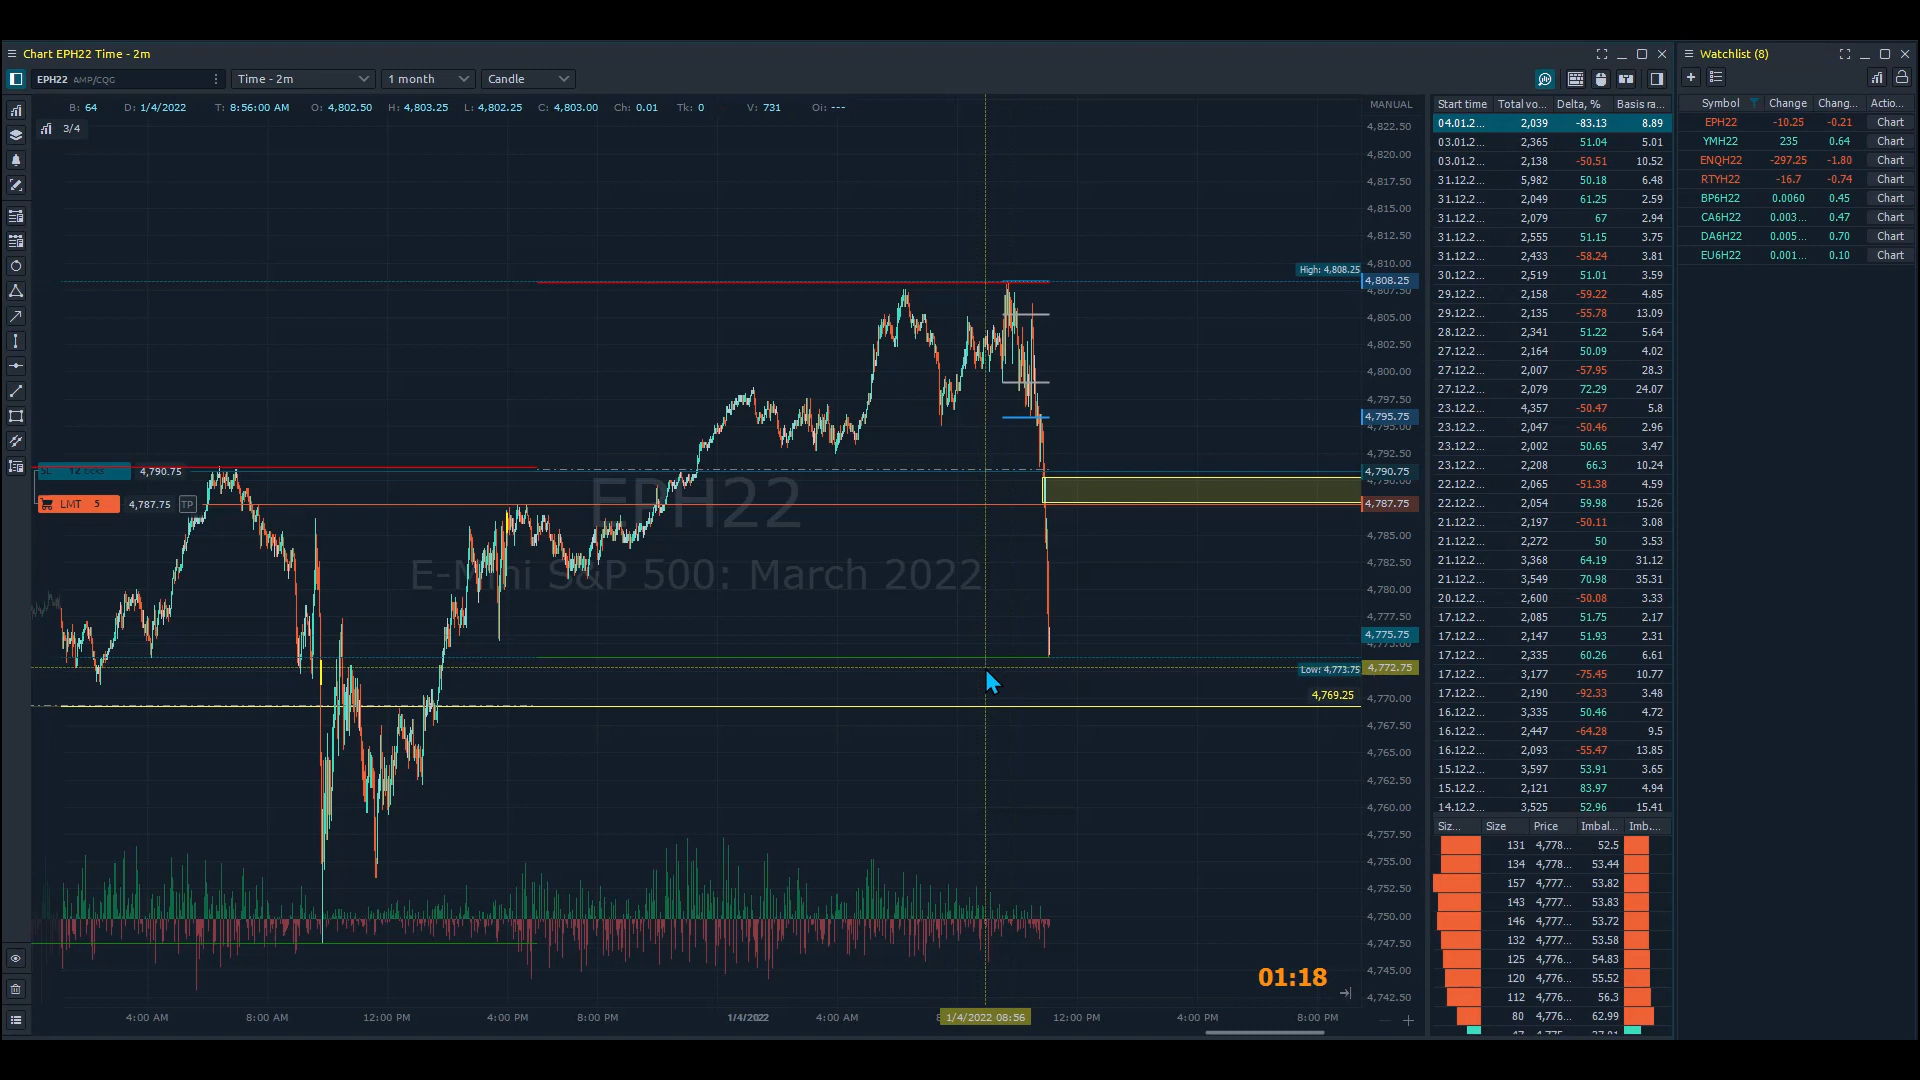 Chart EPH22 Time - 2m
EPH22 AMP/CQG
Time - 2m
1 month
Candle
B: 64 D: 1/4/2022 T: 8:56:00 AM O: 4,802.50 H: 4,803.25 L: 4,802.25 C: 4,803.00 Ch: 0.01 Tk: 0 V: 731 Oi: ---
3/4
MANUAL
4,822.50
4,820.00
4,817.50
4,815.00
4,812.50
4,810.00
High: 4,808.25
4,808.25
4,807.50
4,805.00
4,802.50
4,800.00
4,797.50
4,795.75
4,795.00
4,792.50
12 ticks 4,790.75
4,790.75
4,790.00
LMT 5 4,787.75 TP
4,787.75
4,785.00
4,782.50
4,780.00
4,777.50
4,775.75
4,775.00
Low: 4,773.75
4,772.75
4,769.25
4,770.00
4,767.50
4,765.00
4,762.50
4,760.00
4,757.50
4,755.00
4,752.50
4,750.00
4,747.50
4,745.00
4,742.50
EPH22
E-Mini S&P 500: March 2022
01:18
4:00 AM 8:00 AM 12:00 PM 4:00 PM 8:00 PM 1/4/2022 4:00 AM 1/4/2022 08:56 12:00 PM 4:00 PM 8:00 PM
Start time Total vo... Delta, % Basis ra...
04.01.2... 2,039 -83.13 8.89
03.01.2... 2,365 51.04 5.01
03.01.2... 2,138 -50.51 10.52
31.12.2... 5,982 50.18 6.48
31.12.2... 2,049 61.25 2.59
31.12.2... 2,079 67 2.94
31.12.2... 2,555 51.15 3.75
31.12.2... 2,433 -58.24 3.81
30.12.2... 2,519 51.01 3.59
29.12.2... 2,158 -59.22 4.85
29.12.2... 2,135 -55.78 13.09
28.12.2... 2,341 51.22 5.64
27.12.2... 2,164 50.09 4.02
27.12.2... 2,007 -57.95 28.3
27.12.2... 2,079 72.29 24.07
23.12.2... 4,357 -50.47 5.8
23.12.2... 2,047 -50.46 2.96
23.12.2... 2,002 50.65 3.47
23.12.2... 2,208 66.3 10.24
22.12.2... 2,065 -51.38 4.59
22.12.2... 2,054 59.98 15.26
21.12.2... 2,197 -50.11 3.08
21.12.2... 2,272 50 3.53
21.12.2... 3,368 64.19 31.12
21.12.2... 3,549 70.98 35.31
20.12.2... 2,600 -50.08 3.33
17.12.2... 2,085 51.75 2.17
17.12.2... 2,147 51.93 2.31
17.12.2... 2,335 60.26 6.61
17.12.2... 3,177 -75.45 10.77
17.12.2... 2,190 -92.33 3.48
16.12.2... 3,335 50.46 4.72
16.12.2... 2,447 -64.28 9.5
16.12.2... 2,093 -55.47 13.85
15.12.2... 3,597 53.91 3.65
15.12.2... 2,121 83.97 4.94
14.12.2... 3,525 52.96 15.41
Siz... Size Price Imbal... Imb....
131 4,778... 52.5
134 4,778... 53.44
157 4,777... 53.82
143 4,777... 53.83
146 4,777... 53.72
132 4,776... 53.58
125 4,776... 54.83
120 4,776... 55.52
112 4,776... 56.3
80 4,776... 62.99
Watchlist (8)
Symbol Change Chang... Actio...
EPH22 -10.25 -0.21 Chart
YMH22 235 0.64 Chart
ENQH22 -297.25 -1.80 Chart
RTYH22 -16.7 -0.74 Chart
BP6H22 0.0060 0.45 Chart
CA6H22 0.003... 0.47 Chart
DA6H22 0.005... 0.70 Chart
EU6H22 0.001... 0.10 Chart